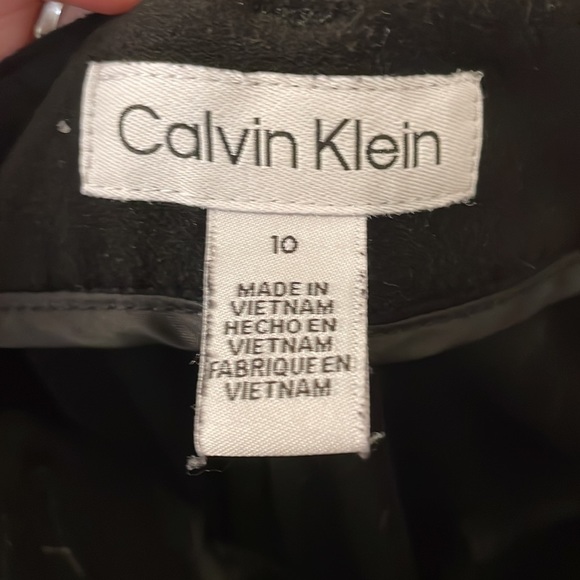 Calvin Klein
10
MADE IN
VIETNAM
HECHO EN
VIETNAM
FABRIQUE EN
VIETNAM